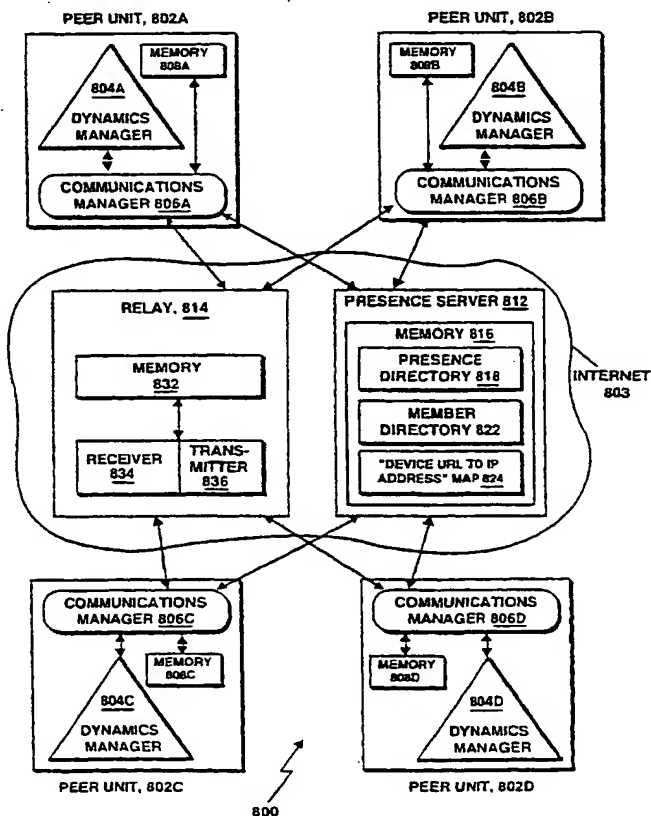 PEER UNIT, 802A
PEER UNIT, 802B
MEMORY
808A
804A
DYNAMICS
MANAGER
COMMUNICATIONS
MANAGER 806A
MEMORY
808B
804B
DYNAMICS
MANAGER
COMMUNICATIONS
MANAGER 806B
RELAY, 814
MEMORY
832
RECEIVER
834
TRANS-
MITTER
836
PRESENCE SERVER 812
MEMORY 816
PRESENCE
DIRECTORY 818
MEMBER
DIRECTORY 822
"DEVICE URL TO IP
ADDRESS" MAP 824
INTERNET
803
COMMUNICATIONS
MANAGER 806C
MEMORY
808C
804C
DYNAMICS
MANAGER
COMMUNICATIONS
MANAGER 806D
MEMORY
808D
804D
DYNAMICS
MANAGER
PEER UNIT, 802C
PEER UNIT, 802D
800